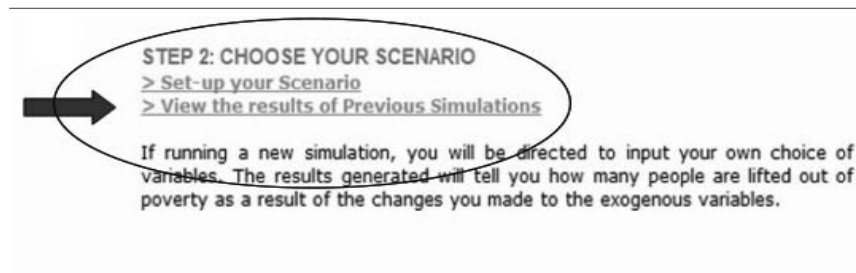 STEP 2: CHOOSE YOUR SCENARIO
> Set-up your Scenario
> View the results of Previous Simulations
If running a new simulation, you will be directed to input your own choice of
variables. The results generated will tell you how many people are lifted out of
poverty as a result of the changes you made to the exogenous variables.